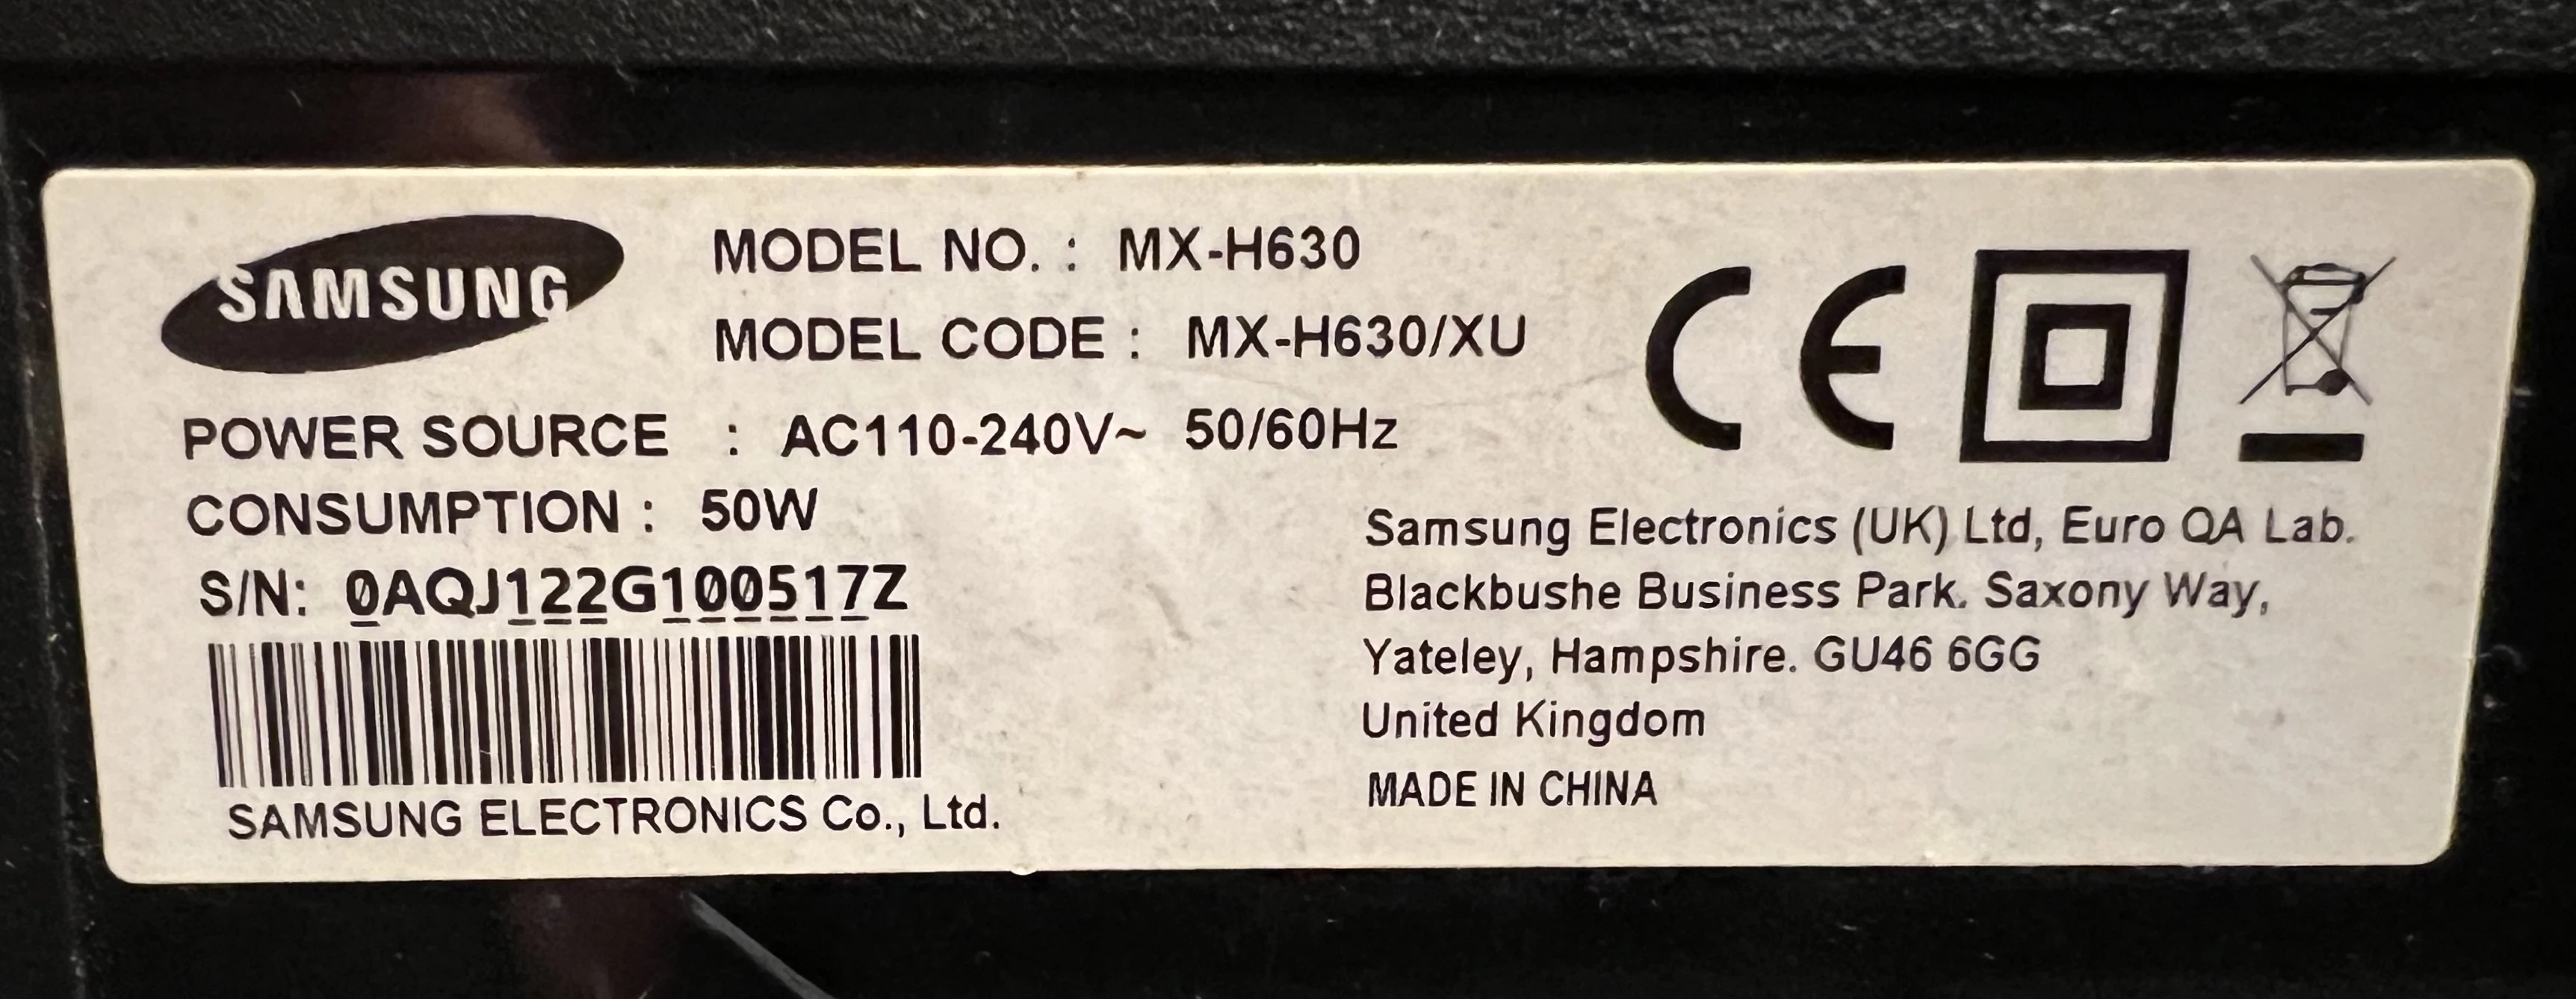 SAMSUNG
MODEL NO. : MX-H630
MODEL CODE : MX-H630/XU
POWER SOURCE : AC110-240V~ 50/60Hz
CONSUMPTION : 50W
S/N: 0AQJ122G100517Z
SAMSUNG ELECTRONICS Co., Ltd.
CE
Samsung Electronics (UK) Ltd, Euro QA Lab.
Blackbushe Business Park. Saxony Way,
Yateley, Hampshire. GU46 6GG
United Kingdom
MADE IN CHINA